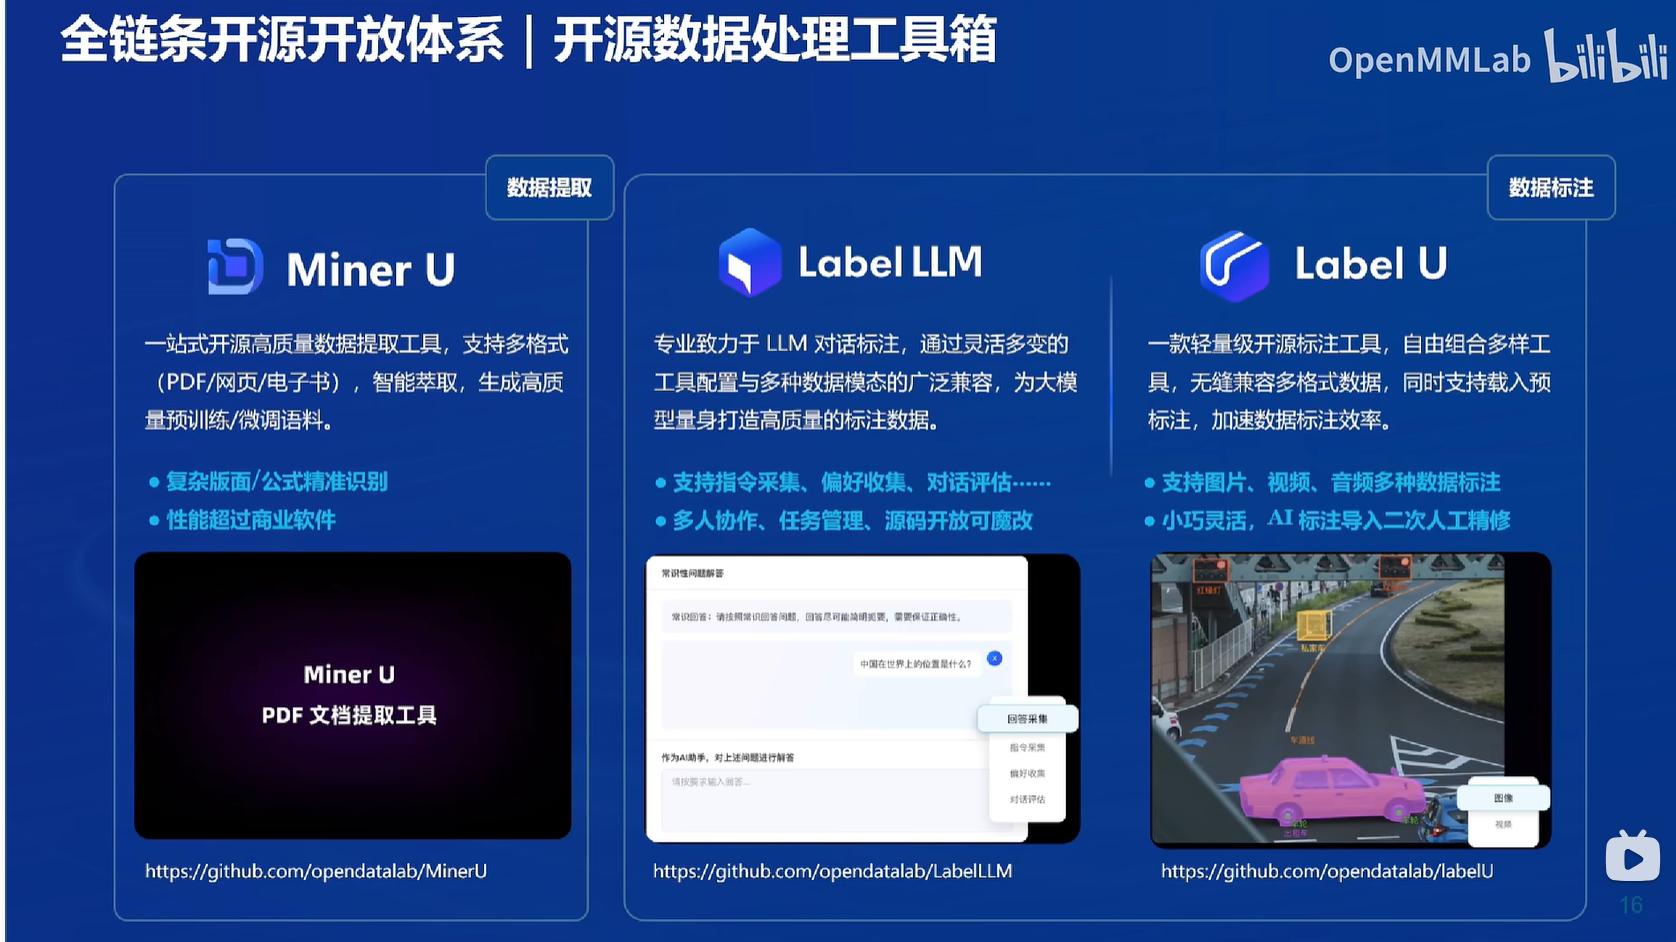 全链条开源开放体系｜开源数据处理工具箱
OpenMMLab bilibili
数据提取
Miner U
一站式开源高质量数据提取工具，支持多格式
（PDF/网页/电子书），智能萃取，生成高质
量预训练/微调语料。
• 复杂版面/公式精准识别
• 性能超过商业软件
Miner U
PDF 文档提取工具
https://github.com/opendatalab/MinerU
数据标注
Label LLM
专业致力于 LLM 对话标注，通过灵活多变的
工具配置与多种数据模态的广泛兼容，为大模
型量身打造高质量的标注数据。
• 支持指令采集、偏好收集、对话评估……
• 多人协作、任务管理、源码开放可魔改
常识性问题解答
常识回答：请按照常识回答问题，回答尽可能简明扼要，需要保证正确性。
中国在世界上的位置是什么？
回答采集
指令采集
偏好收集
对话评估
作为AI助手，对上述问题进行解答
请按要求输入回答...
https://github.com/opendatalab/LabelLLM
Label U
一款轻量级开源标注工具，自由组合多样工
具，无缝兼容多格式数据，同时支持载入预
标注，加速数据标注效率。
• 支持图片、视频、音频多种数据标注
• 小巧灵活，AI 标注导入二次人工精修
红绿灯
私家车
车道线
车轮
车轮
出租车
图像
视频
https://github.com/opendatalab/labelU
16